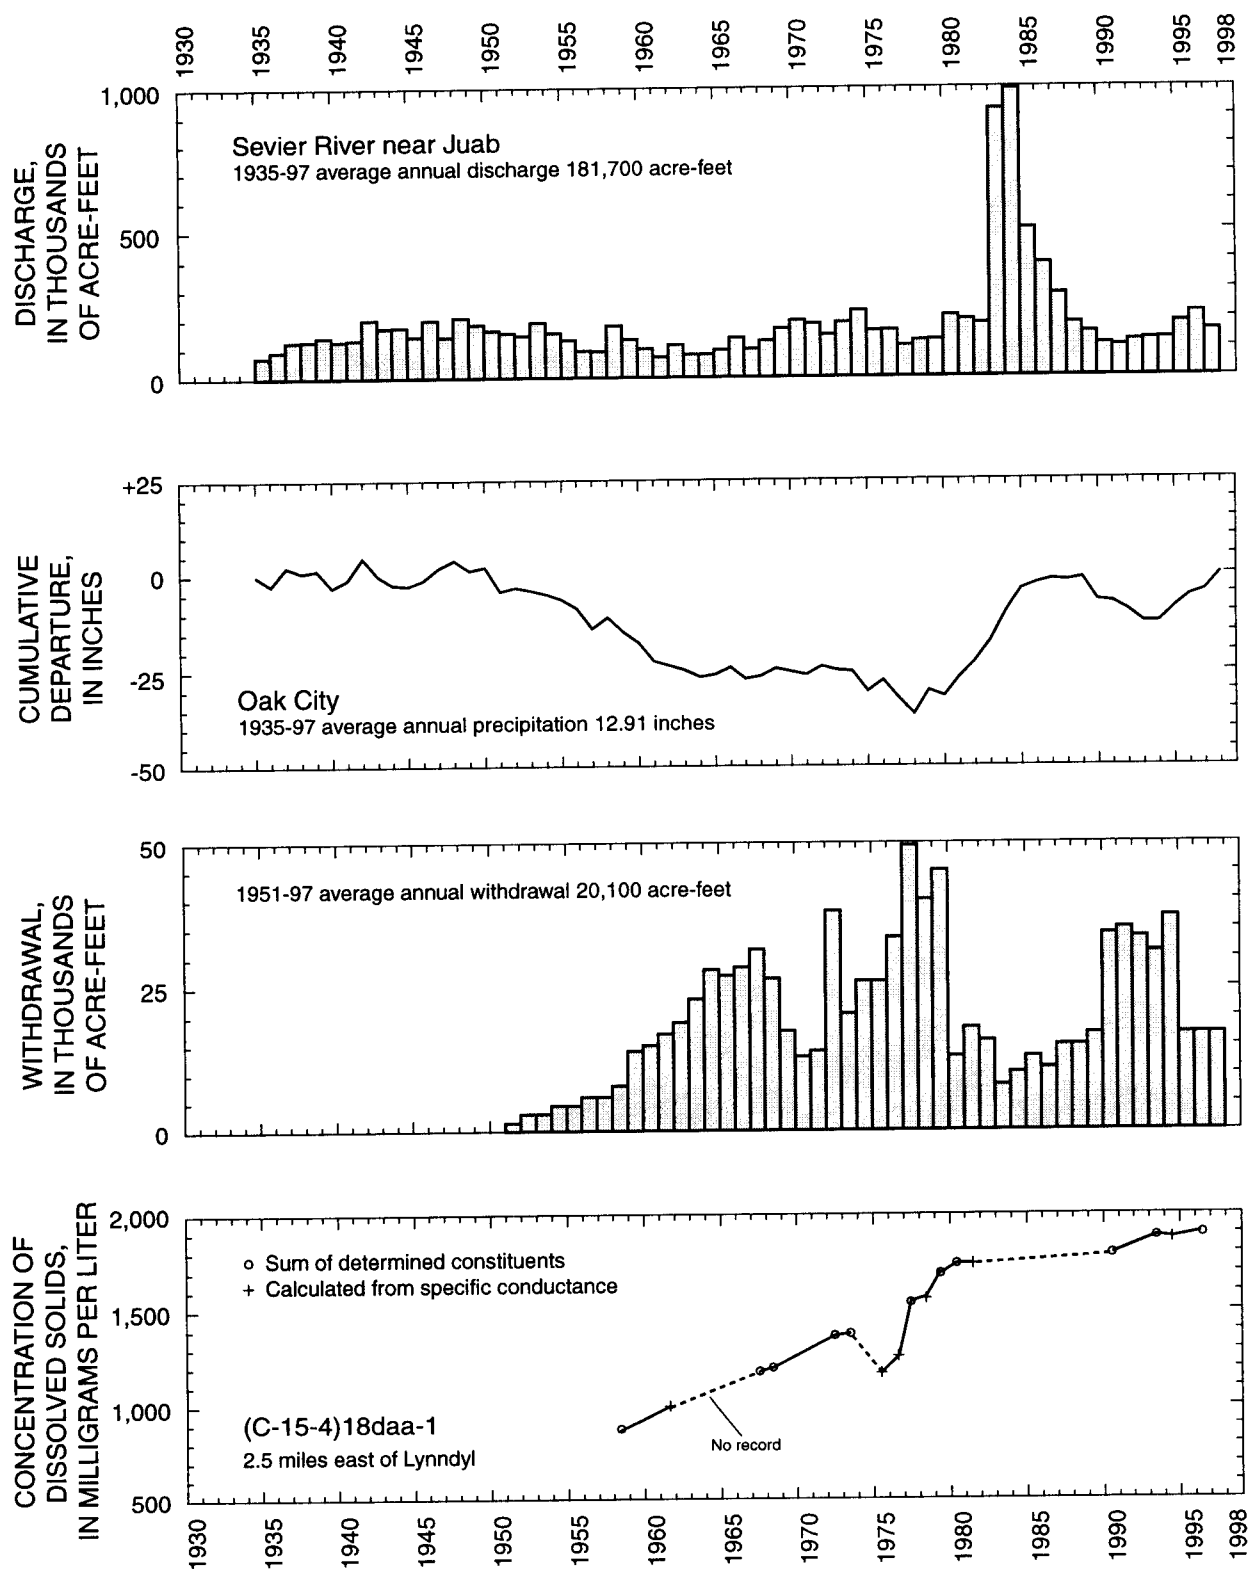 1930 1935 1940 1945 1950 1955 1960 1965 1970 1975 1980 1985 1990 1995 1998
DISCHARGE,
IN THOUSANDS
OF ACRE-FEET
1,000
500
0
Sevier River near Juab
1935-97 average annual discharge 181,700 acre-feet
CUMULATIVE
DEPARTURE,
IN INCHES
+25
0
-25
-50
Oak City
1935-97 average annual precipitation 12.91 inches
WITHDRAWAL,
IN THOUSANDS
OF ACRE-FEET
50
25
0
1951-97 average annual withdrawal 20,100 acre-feet
CONCENTRATION OF
DISSOLVED SOLIDS,
IN MILLIGRAMS PER LITER
2,000
1,500
1,000
500
Sum of determined constituents
+ Calculated from specific conductance
(C-15-4)18daa-1
2.5 miles east of Lynndyl
No record
1930 1935 1940 1945 1950 1955 1960 1965 1970 1975 1980 1985 1990 1995 1998